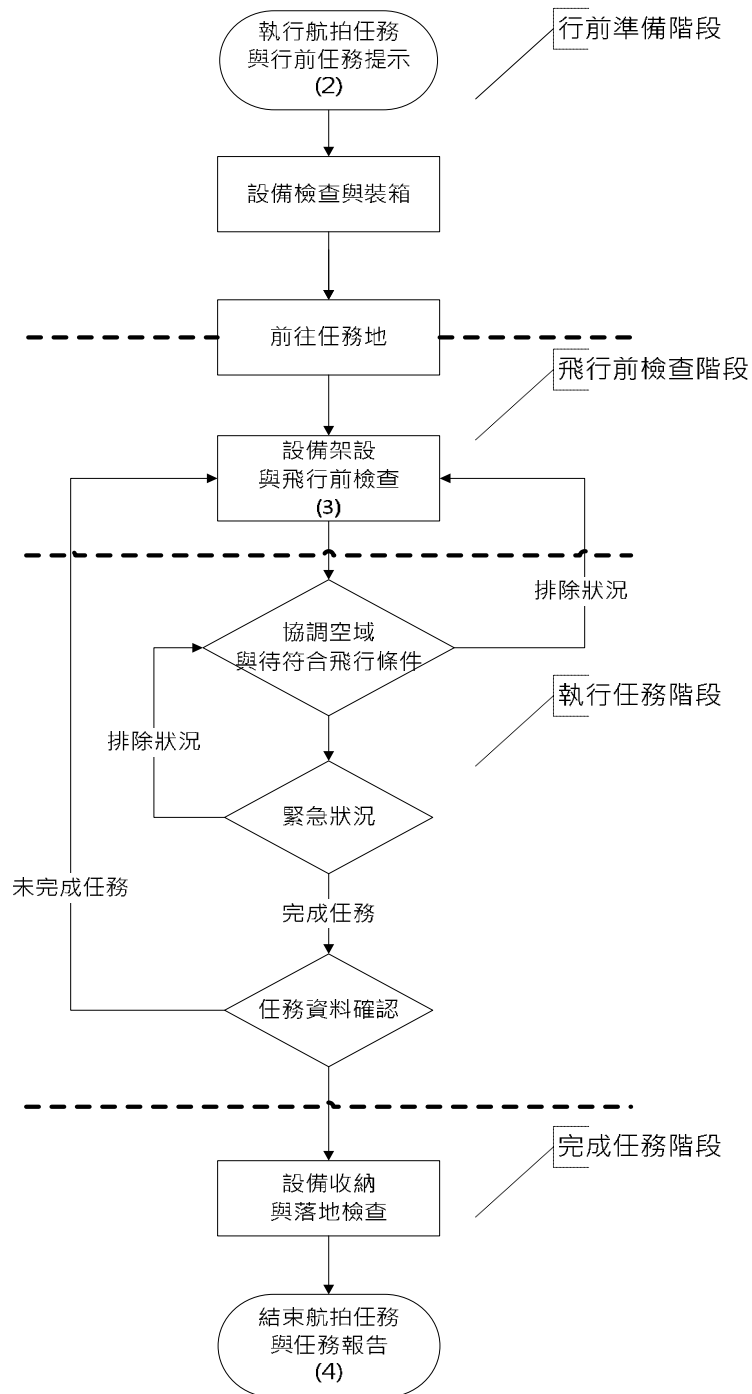 執行航拍任務
與行前任務提示
(2)
行前準備階段
設備檢查與裝箱
前往任務地
飛行前檢查階段
設備架設
與飛行前檢查
(3)
排除狀況
協調空域
與待符合飛行條件
執行任務階段
排除狀況
緊急狀況
未完成任務
完成任務
任務資料確認
完成任務階段
設備收納
與落地檢查
結束航拍任務
與任務報告
(4)